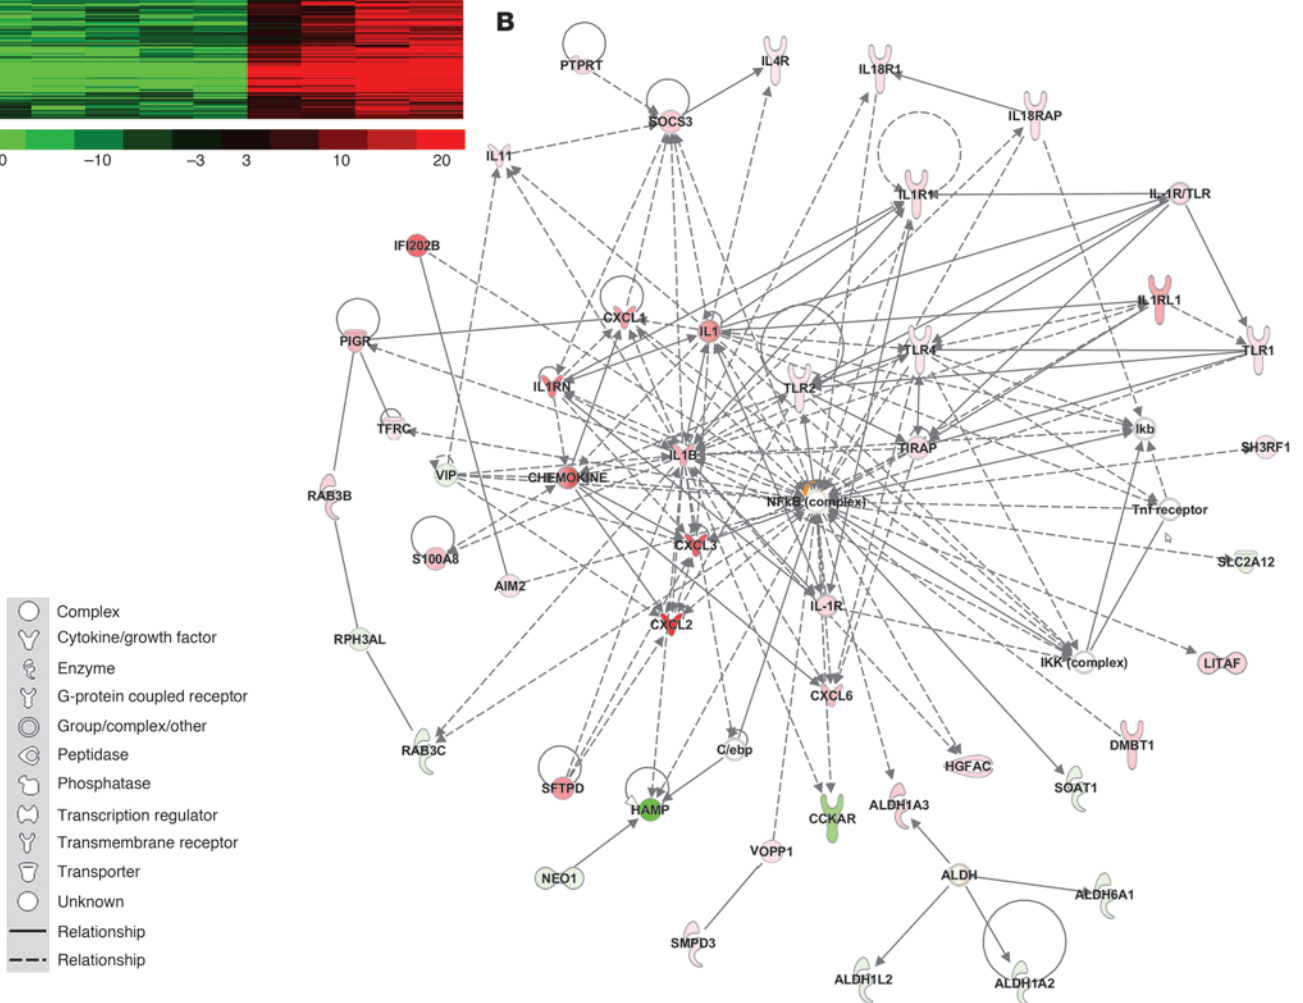 B
0 –10 –3 3 10 20
PTPRT
IL4R
IL18R1
SOCS3
IL18RAP
IL11
IL1R1
IL-1R/TLR
IFI202B
IL1RL1
CXCL1
IL1
PIGR
TLR4
TLR1
IL1RN
TLR2
TFRC
Ikb
TIRAP
SH3RF1
IL1B
VIP
CHEMOKINE
RAB3B
NFkB (complex)
Tnf receptor
CXCL3
S100A8
SLC2A12
AIM2
IL-1R
CXCL2
RPH3AL
IKK (complex)
LITAF
CXCL6
RAB3C
C/ebp
DMBT1
HGFAC
SFTPD
SOAT1
HAMP
ALDH1A3
CCKAR
VOPP1
NEO1
ALDH
ALDH6A1
SMPD3
ALDH1L2
ALDH1A2
Complex
Cytokine/growth factor
Enzyme
G-protein coupled receptor
Group/complex/other
Peptidase
Phosphatase
Transcription regulator
Transmembrane receptor
Transporter
Unknown
Relationship
Relationship